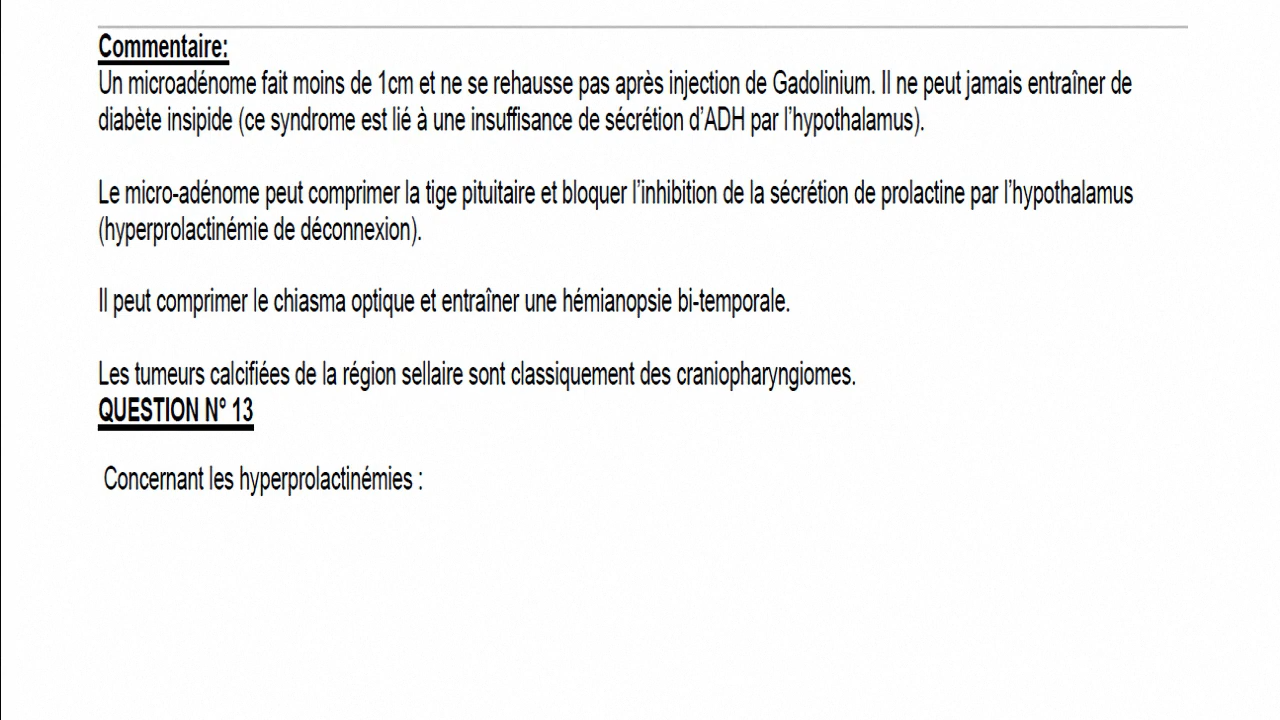 Commentaire:
Un microadénome fait moins de 1cm et ne se rehausse pas après injection de Gadolinium. Il ne peut jamais entraîner de
diabète insipide (ce syndrome est lié à une insuffisance de sécrétion d’ADH par l’hypothalamus).
Le micro-adénome peut comprimer la tige pituitaire et bloquer l’inhibition de la sécrétion de prolactine par l’hypothalamus
(hyperprolactinémie de déconnexion).
Il peut comprimer le chiasma optique et entraîner une hémianopsie bi-temporale.
Les tumeurs calcifiées de la région sellaire sont classiquement des craniopharyngiomes.
QUESTION N° 13
Concernant les hyperprolactinémies :